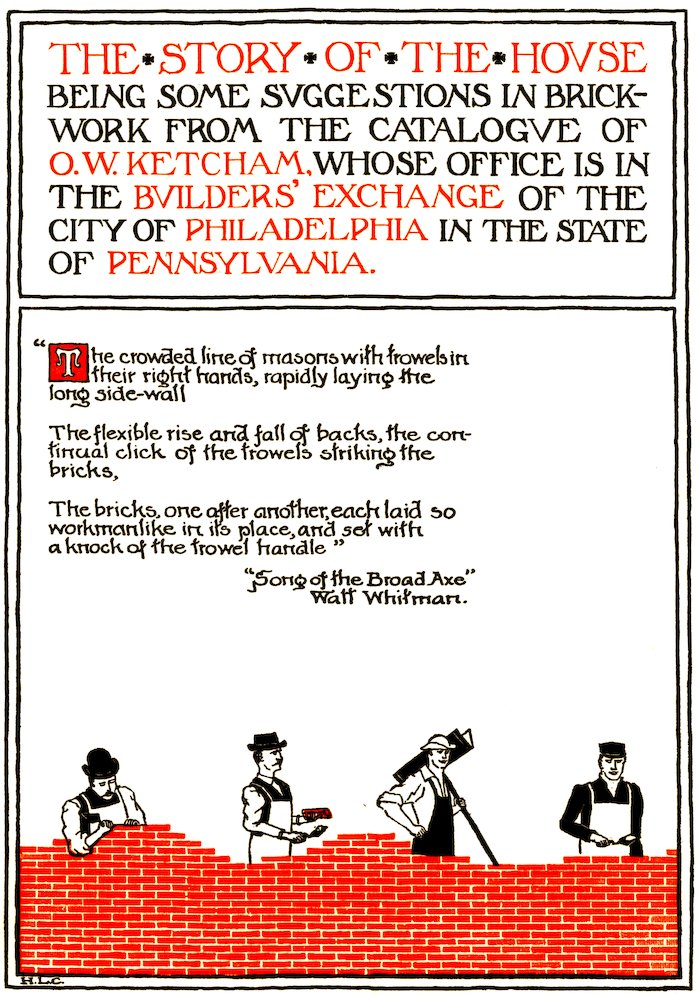 THE·STORY·OF·THE·HOVSE
BEING SOME SVGGESTIONS IN BRICK-
WORK FROM THE CATALOGVE OF
O.W. KETCHAM, WHOSE OFFICE IS IN
THE BVILDERS' EXCHANGE OF THE
CITY OF PHILADELPHIA IN THE STATE
OF PENNSYLVANIA.
“The crowded line of masons with trowels in
their right hands, rapidly laying the
long side-wall
The flexible rise and fall of backs, the con-
tinual click of the trowels striking the
bricks,
The bricks, one after another, each laid so
workmanlike in its place, and set with
a knock of the trowel handle”
“Song of the Broad Axe”
Walt Whitman.
H.L.C.